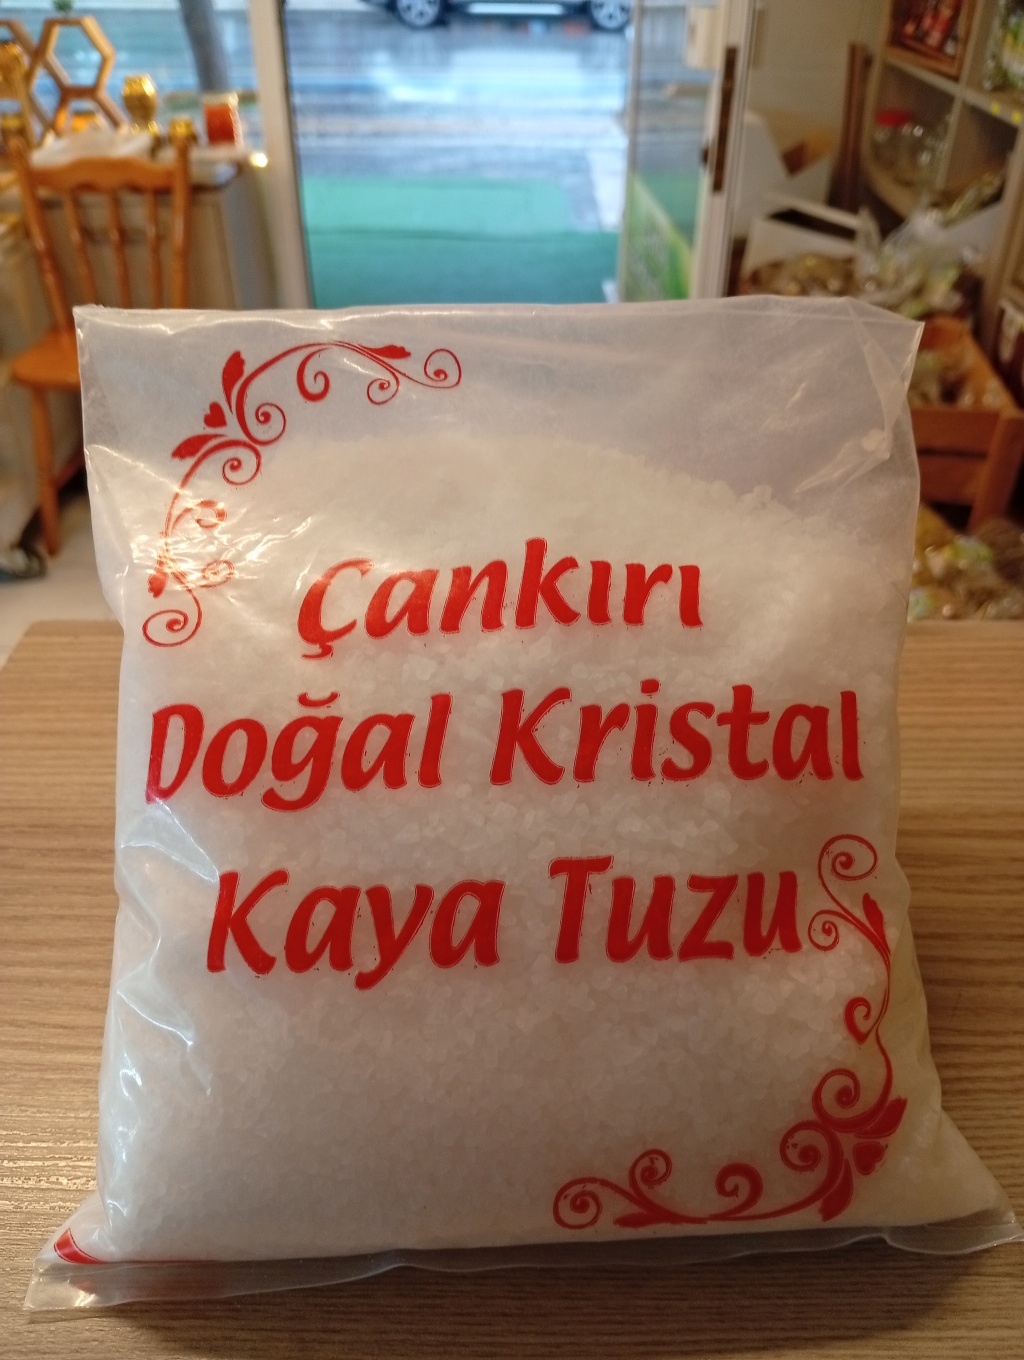 Çankırı
Doğal Kristal
Kaya Tuzu